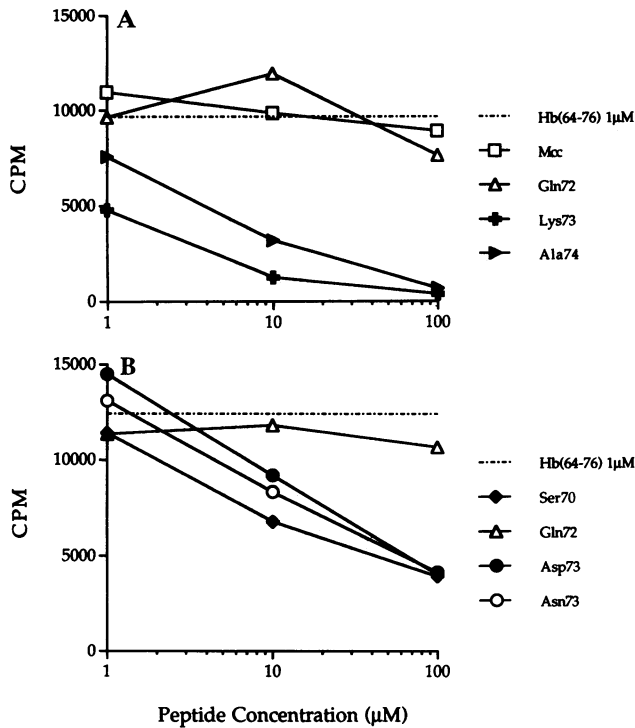 A
15000
10000
5000
0
CPM
1
10
100
Hb(64-76) 1µM
Mcc
Gln72
Lys73
Ala74
B
15000
10000
5000
0
CPM
1
10
100
Hb(64-76) 1µM
Ser70
Gln72
Asp73
Asn73
Peptide Concentration (µM)